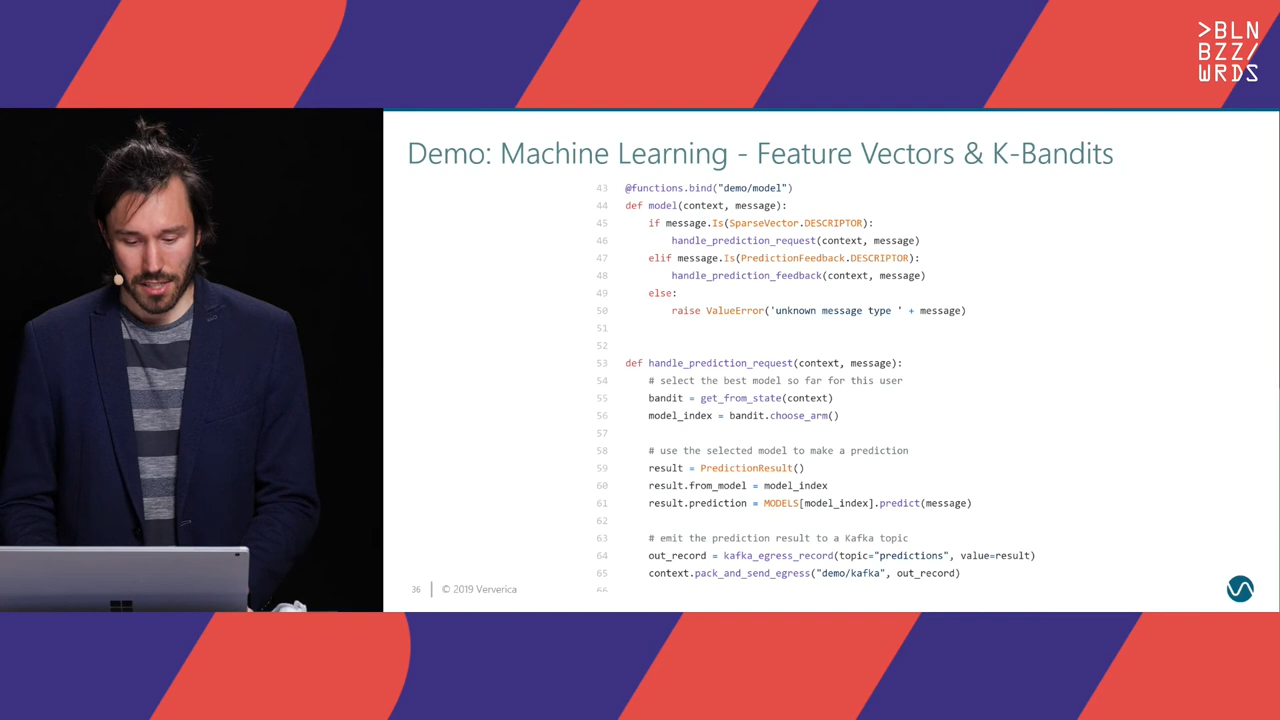 >BLN
BZZ/
WRDS
Demo: Machine Learning - Feature Vectors & K-Bandits
43 @functions.bind("demo/model")
44 def model(context, message):
45     if message.Is(SparseVector.DESCRIPTOR):
46         handle_prediction_request(context, message)
47     elif message.Is(PredictionFeedback.DESCRIPTOR):
48         handle_prediction_feedback(context, message)
49     else:
50         raise ValueError('unknown message type ' + message)
51
52
53 def handle_prediction_request(context, message):
54     # select the best model so far for this user
55     bandit = get_from_state(context)
56     model_index = bandit.choose_arm()
57
58     # use the selected model to make a prediction
59     result = PredictionResult()
60     result.from_model = model_index
61     result.prediction = MODELS[model_index].predict(message)
62
63     # emit the prediction result to a Kafka topic
64     out_record = kafka_egress_record(topic="predictions", value=result)
65     context.pack_and_send_egress("demo/kafka", out_record)
66
36 | © 2019 Ververica